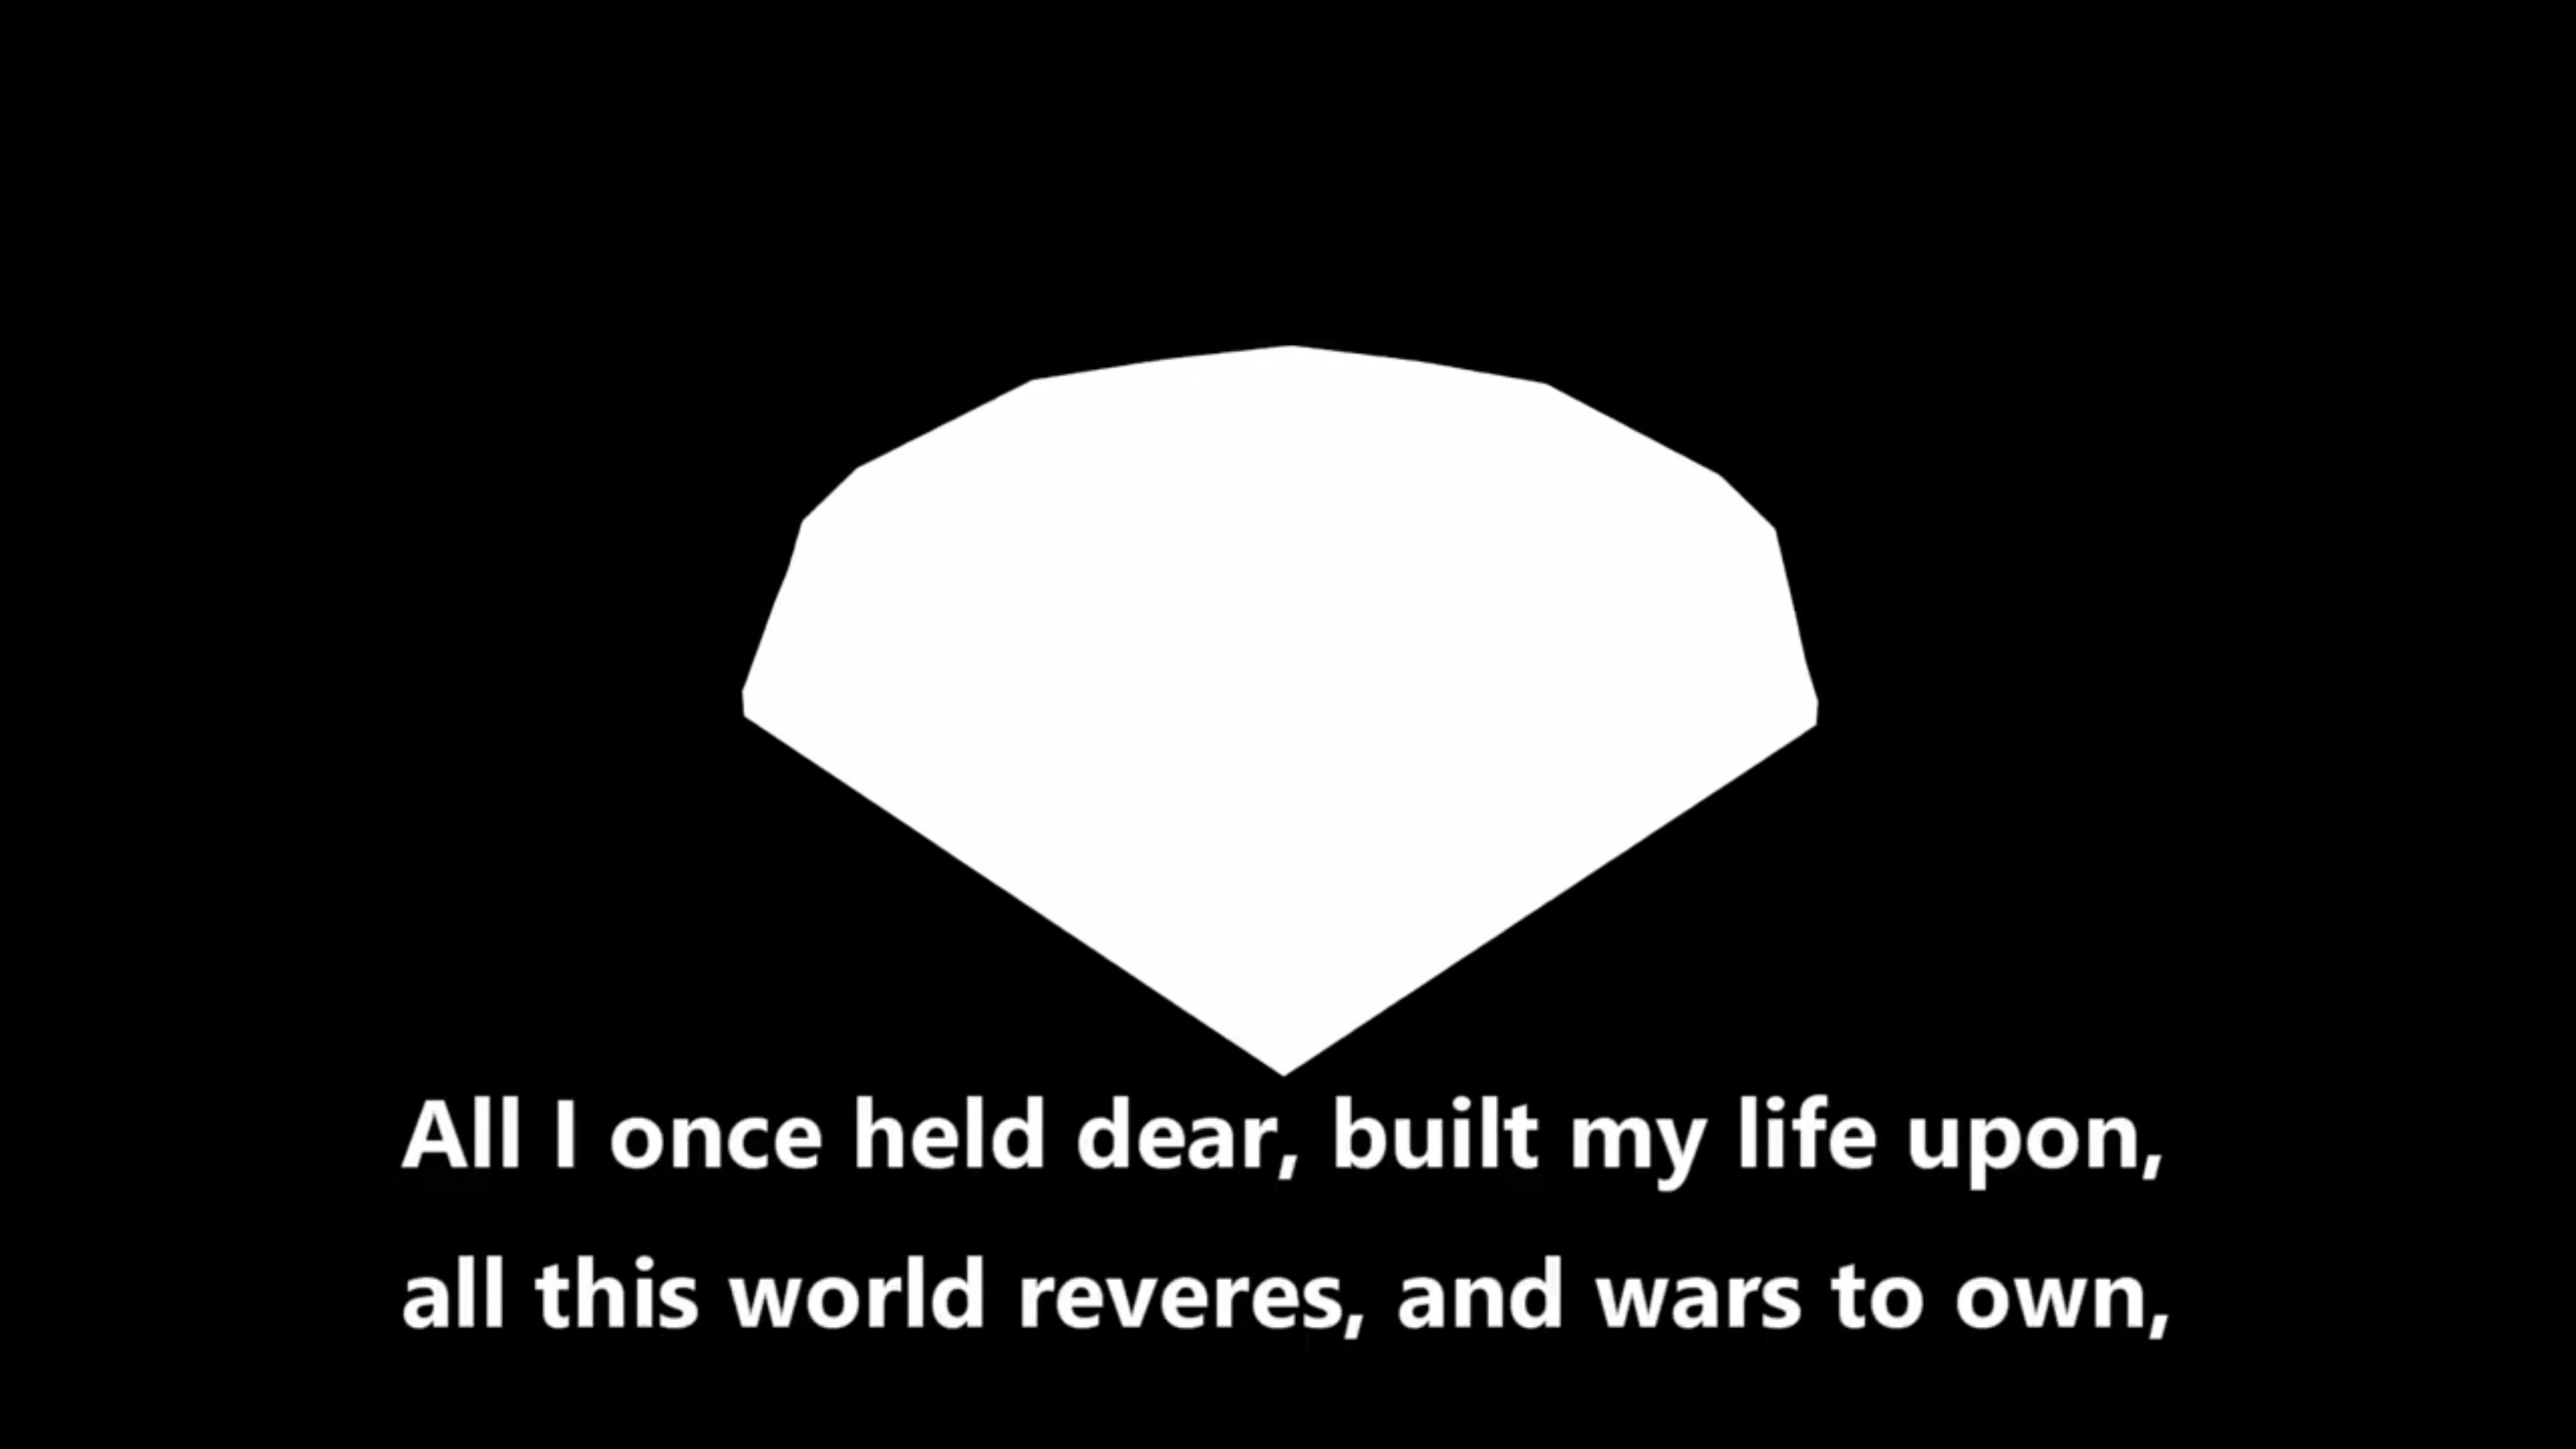 All I once held dear, built my life upon,
all this world reveres, and wars to own,